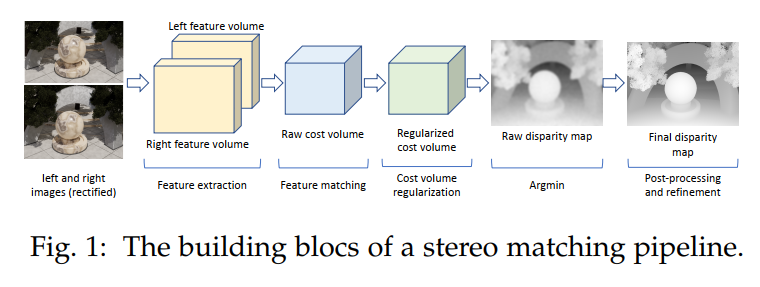 Left feature volume
Right feature volume
Raw cost volume
Regularized
cost volume
Raw disparity map
Final disparity
map
left and right
images (rectified)
Feature extraction
Feature matching
Cost volume
regularization
Argmin
Post-processing
and refinement
Fig. 1: The building blocs of a stereo matching pipeline.